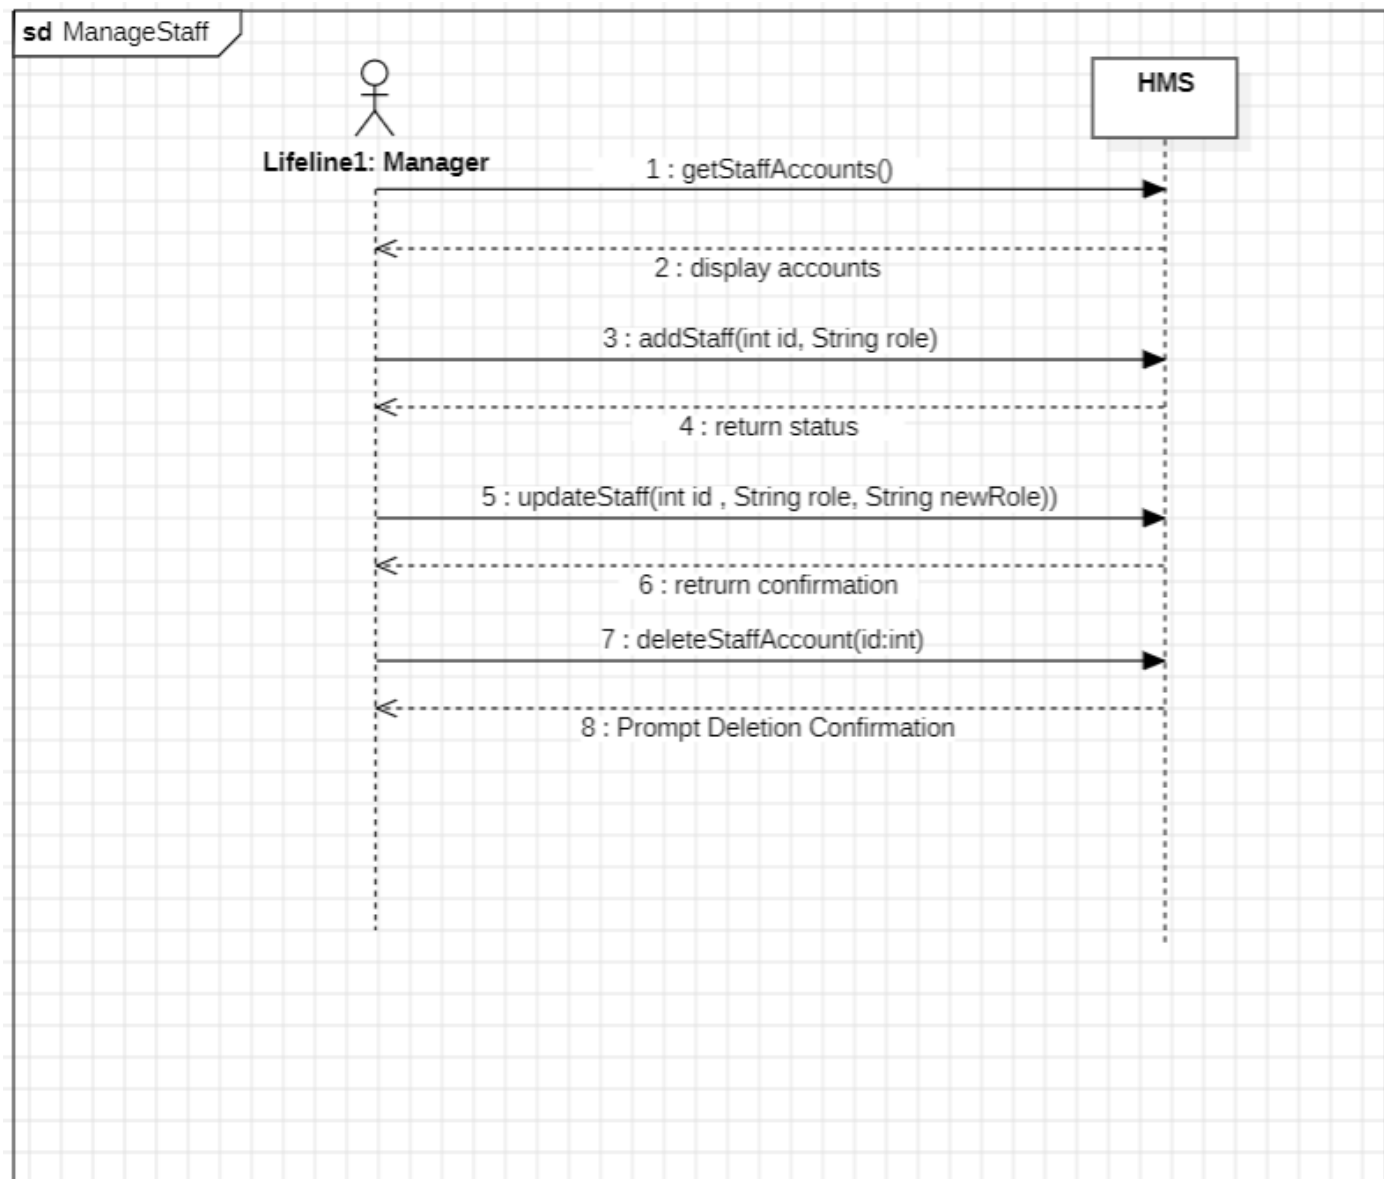 sd ManageStaff
HMS
Lifeline1: Manager
1 : getStaffAccounts()
2 : display accounts
3 : addStaff(int id, String role)
4 : return status
5 : updateStaff(int id , String role, String newRole))
6 : retrurn confirmation
7 : deleteStaffAccount(id:int)
8 : Prompt Deletion Confirmation